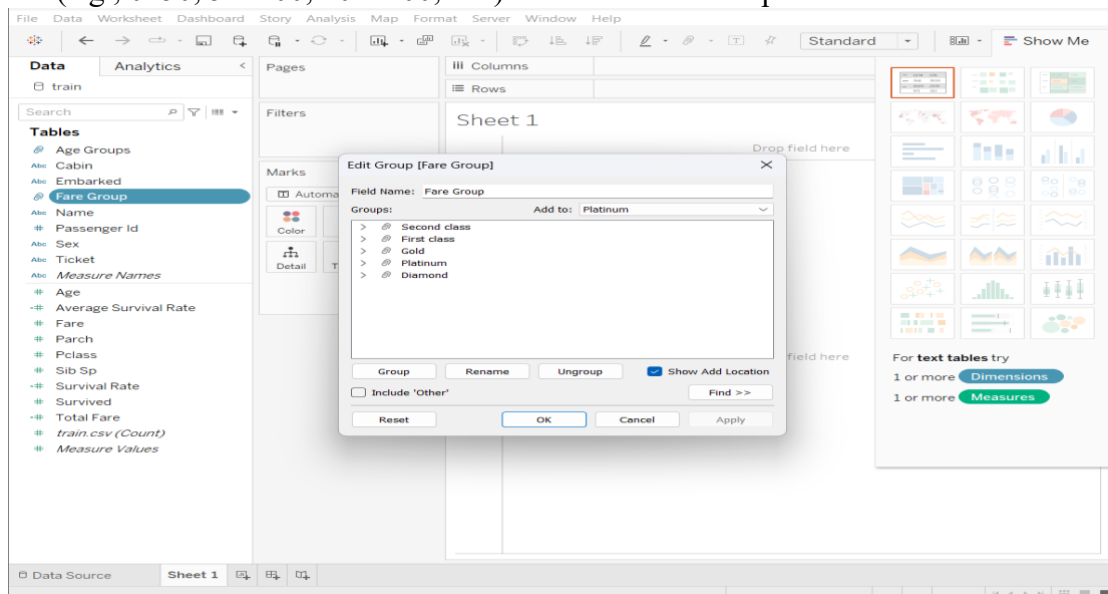 File Data Worksheet Dashboard Story Analysis Map Format Server Window Help
Standard
Show Me
Data Analytics
train
Search
Tables
Age Groups
Abc Cabin
Abc Embarked
Fare Group
Abc Name
# Passenger Id
Abc Sex
Abc Ticket
Abc Measure Names
# Age
=# Average Survival Rate
# Fare
# Parch
# Pclass
# Sib Sp
=# Survival Rate
# Survived
=# Total Fare
# train.csv (Count)
# Measure Values
Pages
Filters
Marks
Automa
Color
Detail T
Columns
Rows
Sheet 1
Drop field here
field here
Edit Group [Fare Group]
Field Name: Fare Group
Groups: Add to: Platinum
Second class
First class
Gold
Platinum
Diamond
Group Rename Ungroup Show Add Location
Include 'Other' Find >>
Reset OK Cancel Apply
For text tables try
1 or more Dimensions
1 or more Measures
Data Source Sheet 1